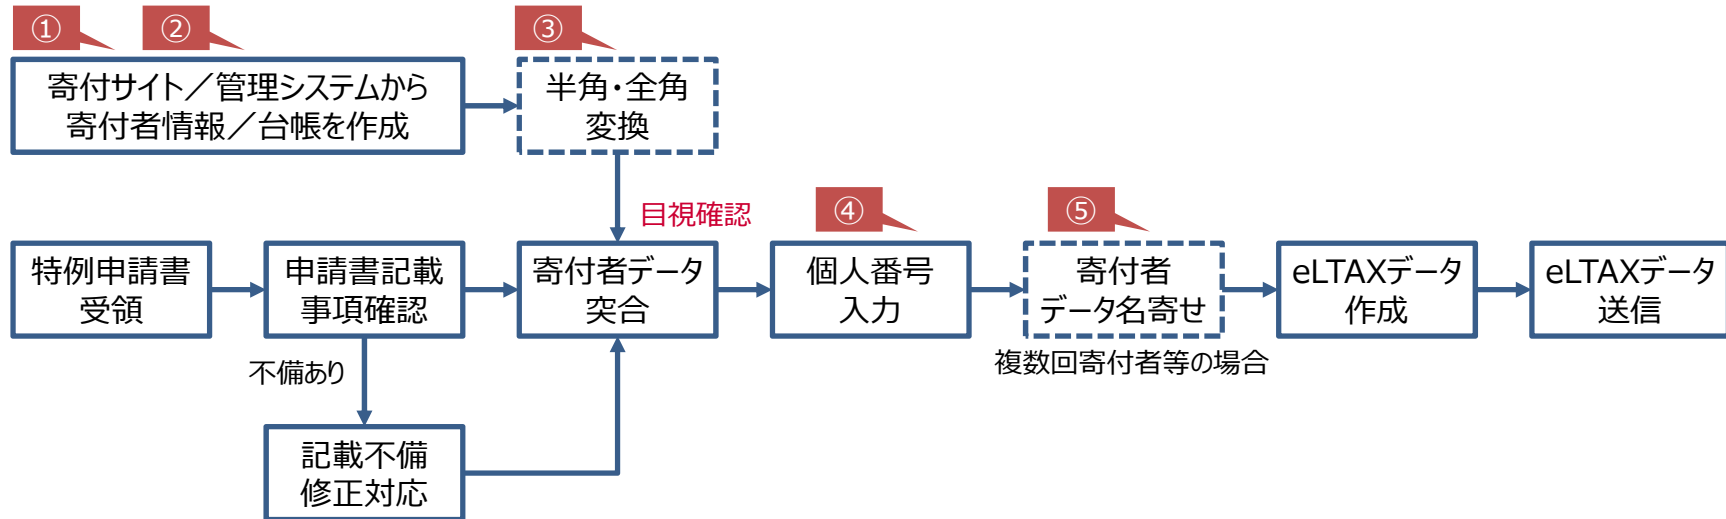 ① ② ③
寄付サイト／管理システムから
寄付者情報／台帳を作成
半角・全角
変換
目視確認
④ ⑤
特例申請書
受領
申請書記載
事項確認
寄付者データ
突合
個人番号
入力
寄付者
データ名寄せ
eLTAXデータ
作成
eLTAXデータ
送信
不備あり
複数回寄付者等の場合
記載不備
修正対応